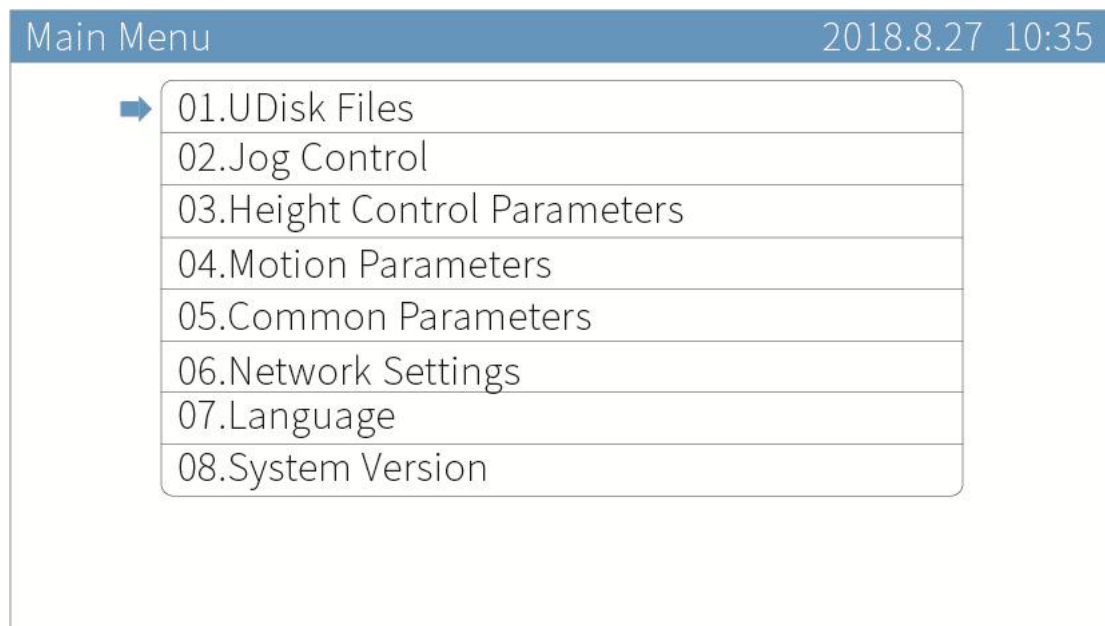 Main Menu 2018.8.27 10:35
01.UDisk Files
02.Jog Control
03.Height Control Parameters
04.Motion Parameters
05.Common Parameters
06.Network Settings
07.Language
08.System Version